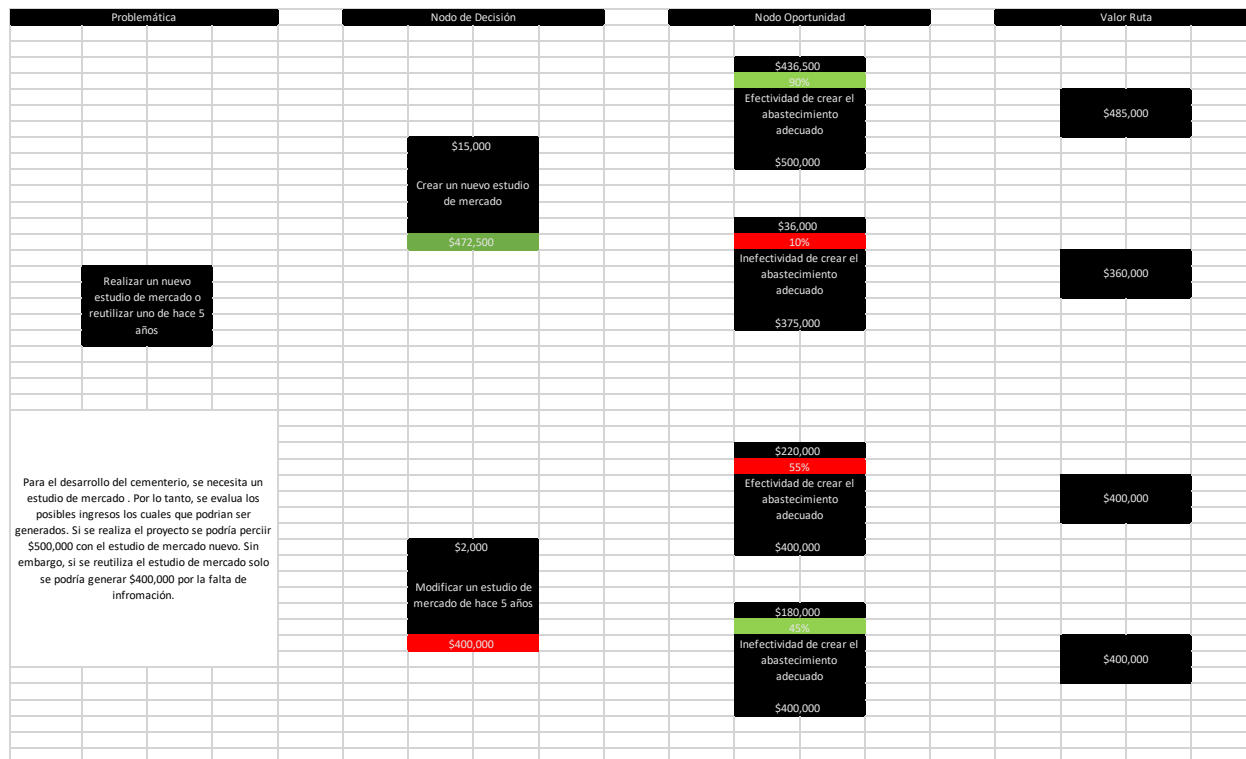 Problemática
Nodo de Decisión
Nodo Oportunidad
Valor Ruta
$436,500
90%
Efectividad de crear el
abastecimiento
adecuado
$500,000
$485,000
$15,000
Crear un nuevo estudio
de mercado
$472,500
$36,000
10%
Inefectividad de crear el
abastecimiento
adecuado
$375,000
$360,000
Realizar un nuevo
estudio de mercado o
reutilizar uno de hace 5
años
Para el desarrollo del cementerio, se necesita un
estudio de mercado . Por lo tanto, se evalua los
posibles ingresos los cuales que podrian ser
generados. Si se realiza el proyecto se podría perciir
$500,000 con el estudio de mercado nuevo. Sin
embargo, si se reutiliza el estudio de mercado solo
se podría generar $400,000 por la falta de
infromación.
$220,000
55%
Efectividad de crear el
abastecimiento
adecuado
$400,000
$400,000
$2,000
Modificar un estudio de
mercado de hace 5 años
$400,000
$180,000
45%
Inefectividad de crear el
abastecimiento
adecuado
$400,000
$400,000